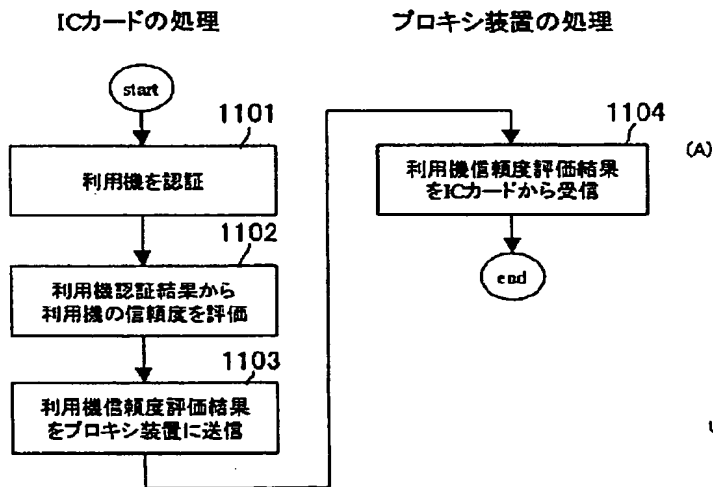 ICカードの処理
プロキシ装置の処理
start
1101
利用機を認証
1102
利用機認証結果から
利用機の信頼度を評価
1103
利用機信頼度評価結果
をプロキシ装置に送信
1104
利用機信頼度評価結果
をICカードから受信
end
(A)